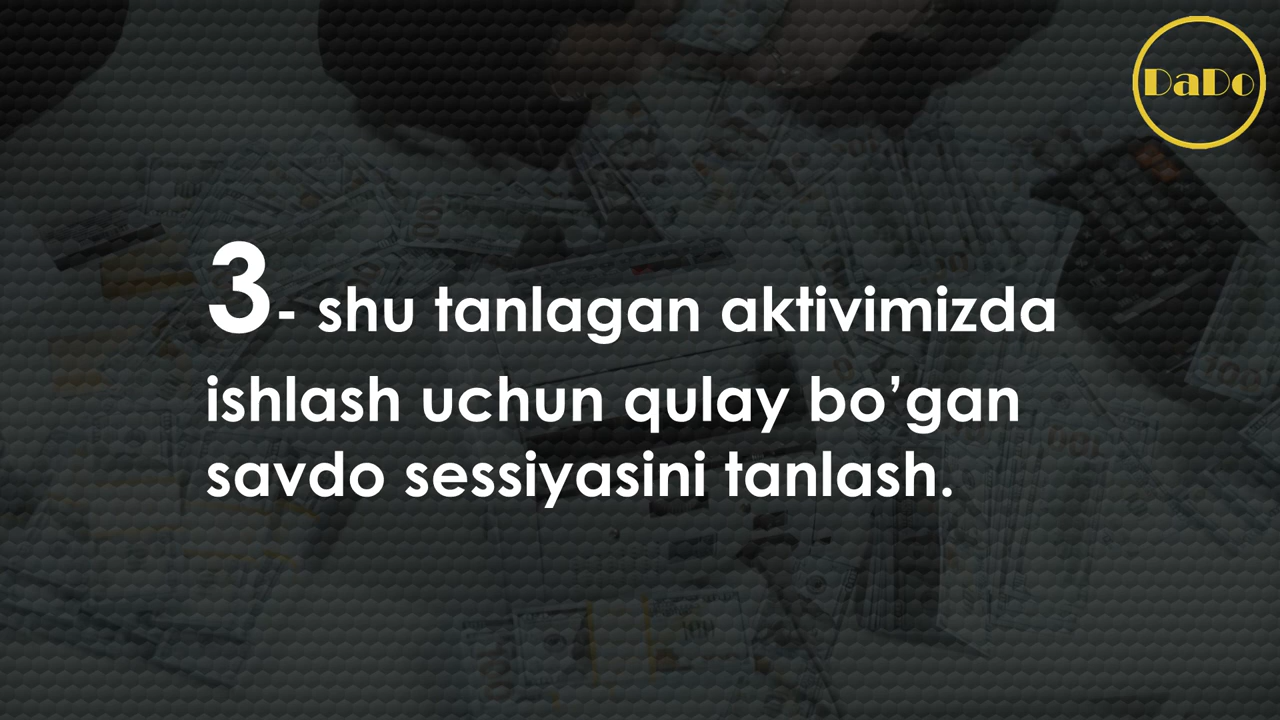 DaDo
3- shu tanlagan aktivimizda
ishlash uchun qulay bo’gan
savdo sessiyasini tanlash.